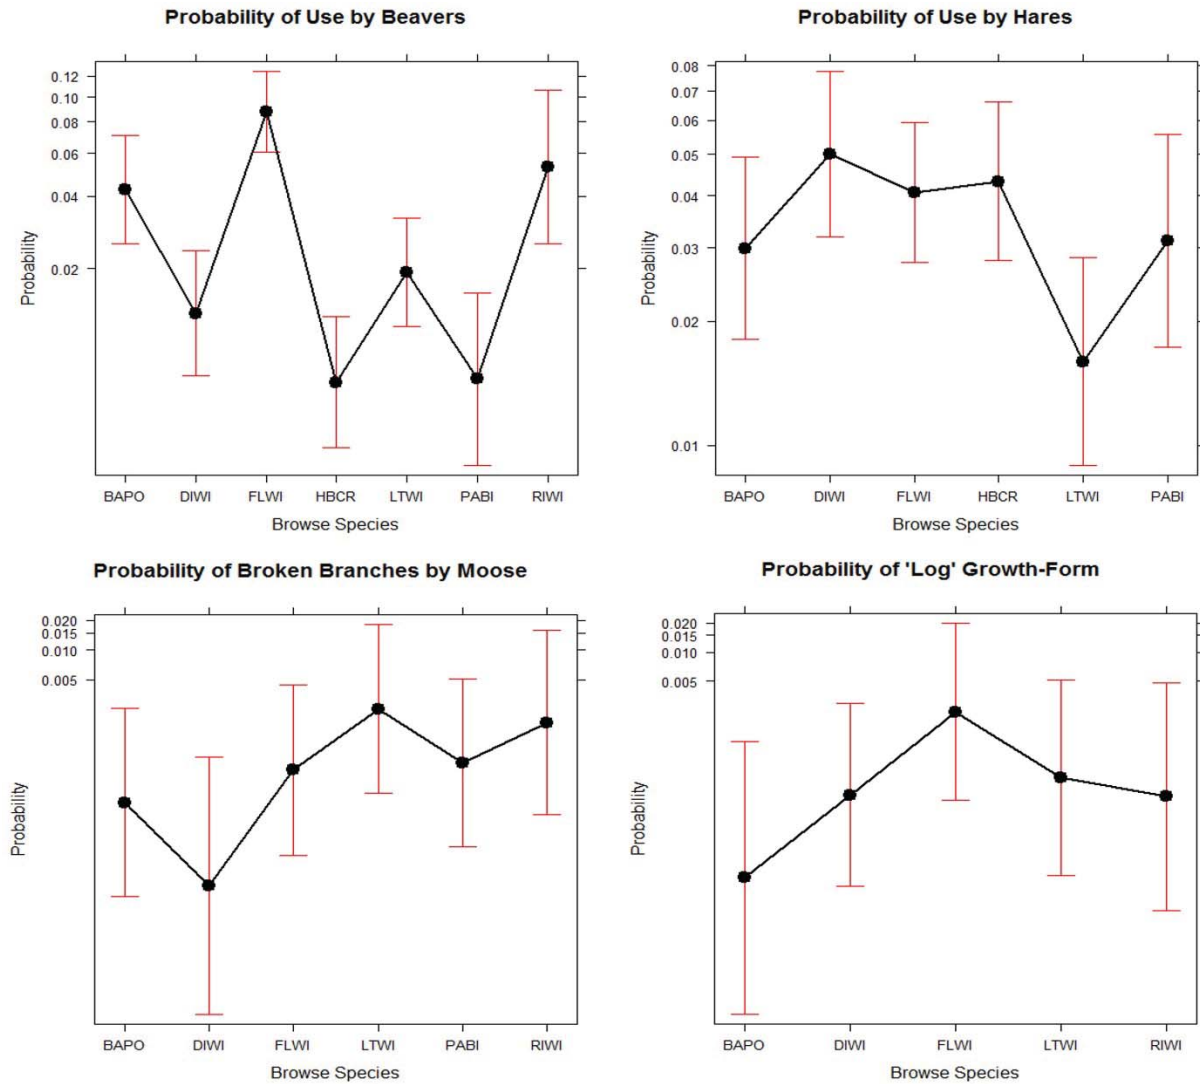 Probability of Use by Beavers
0.12
0.10
0.08
0.06
0.04
0.02
Probability
BAPO DIWI FLWI HBCR LTWI PABI RIWI
Browse Species
Probability of Use by Hares
0.08
0.07
0.06
0.05
0.04
0.03
0.02
0.01
Probability
BAPO DIWI FLWI HBCR LTWI PABI
Browse Species
Probability of Broken Branches by Moose
0.020
0.015
0.010
0.005
Probability
BAPO DIWI FLWI LTWI PABI RIWI
Browse Species
Probability of 'Log' Growth-Form
0.020
0.015
0.010
0.005
Probability
BAPO DIWI FLWI LTWI RIWI
Browse Species